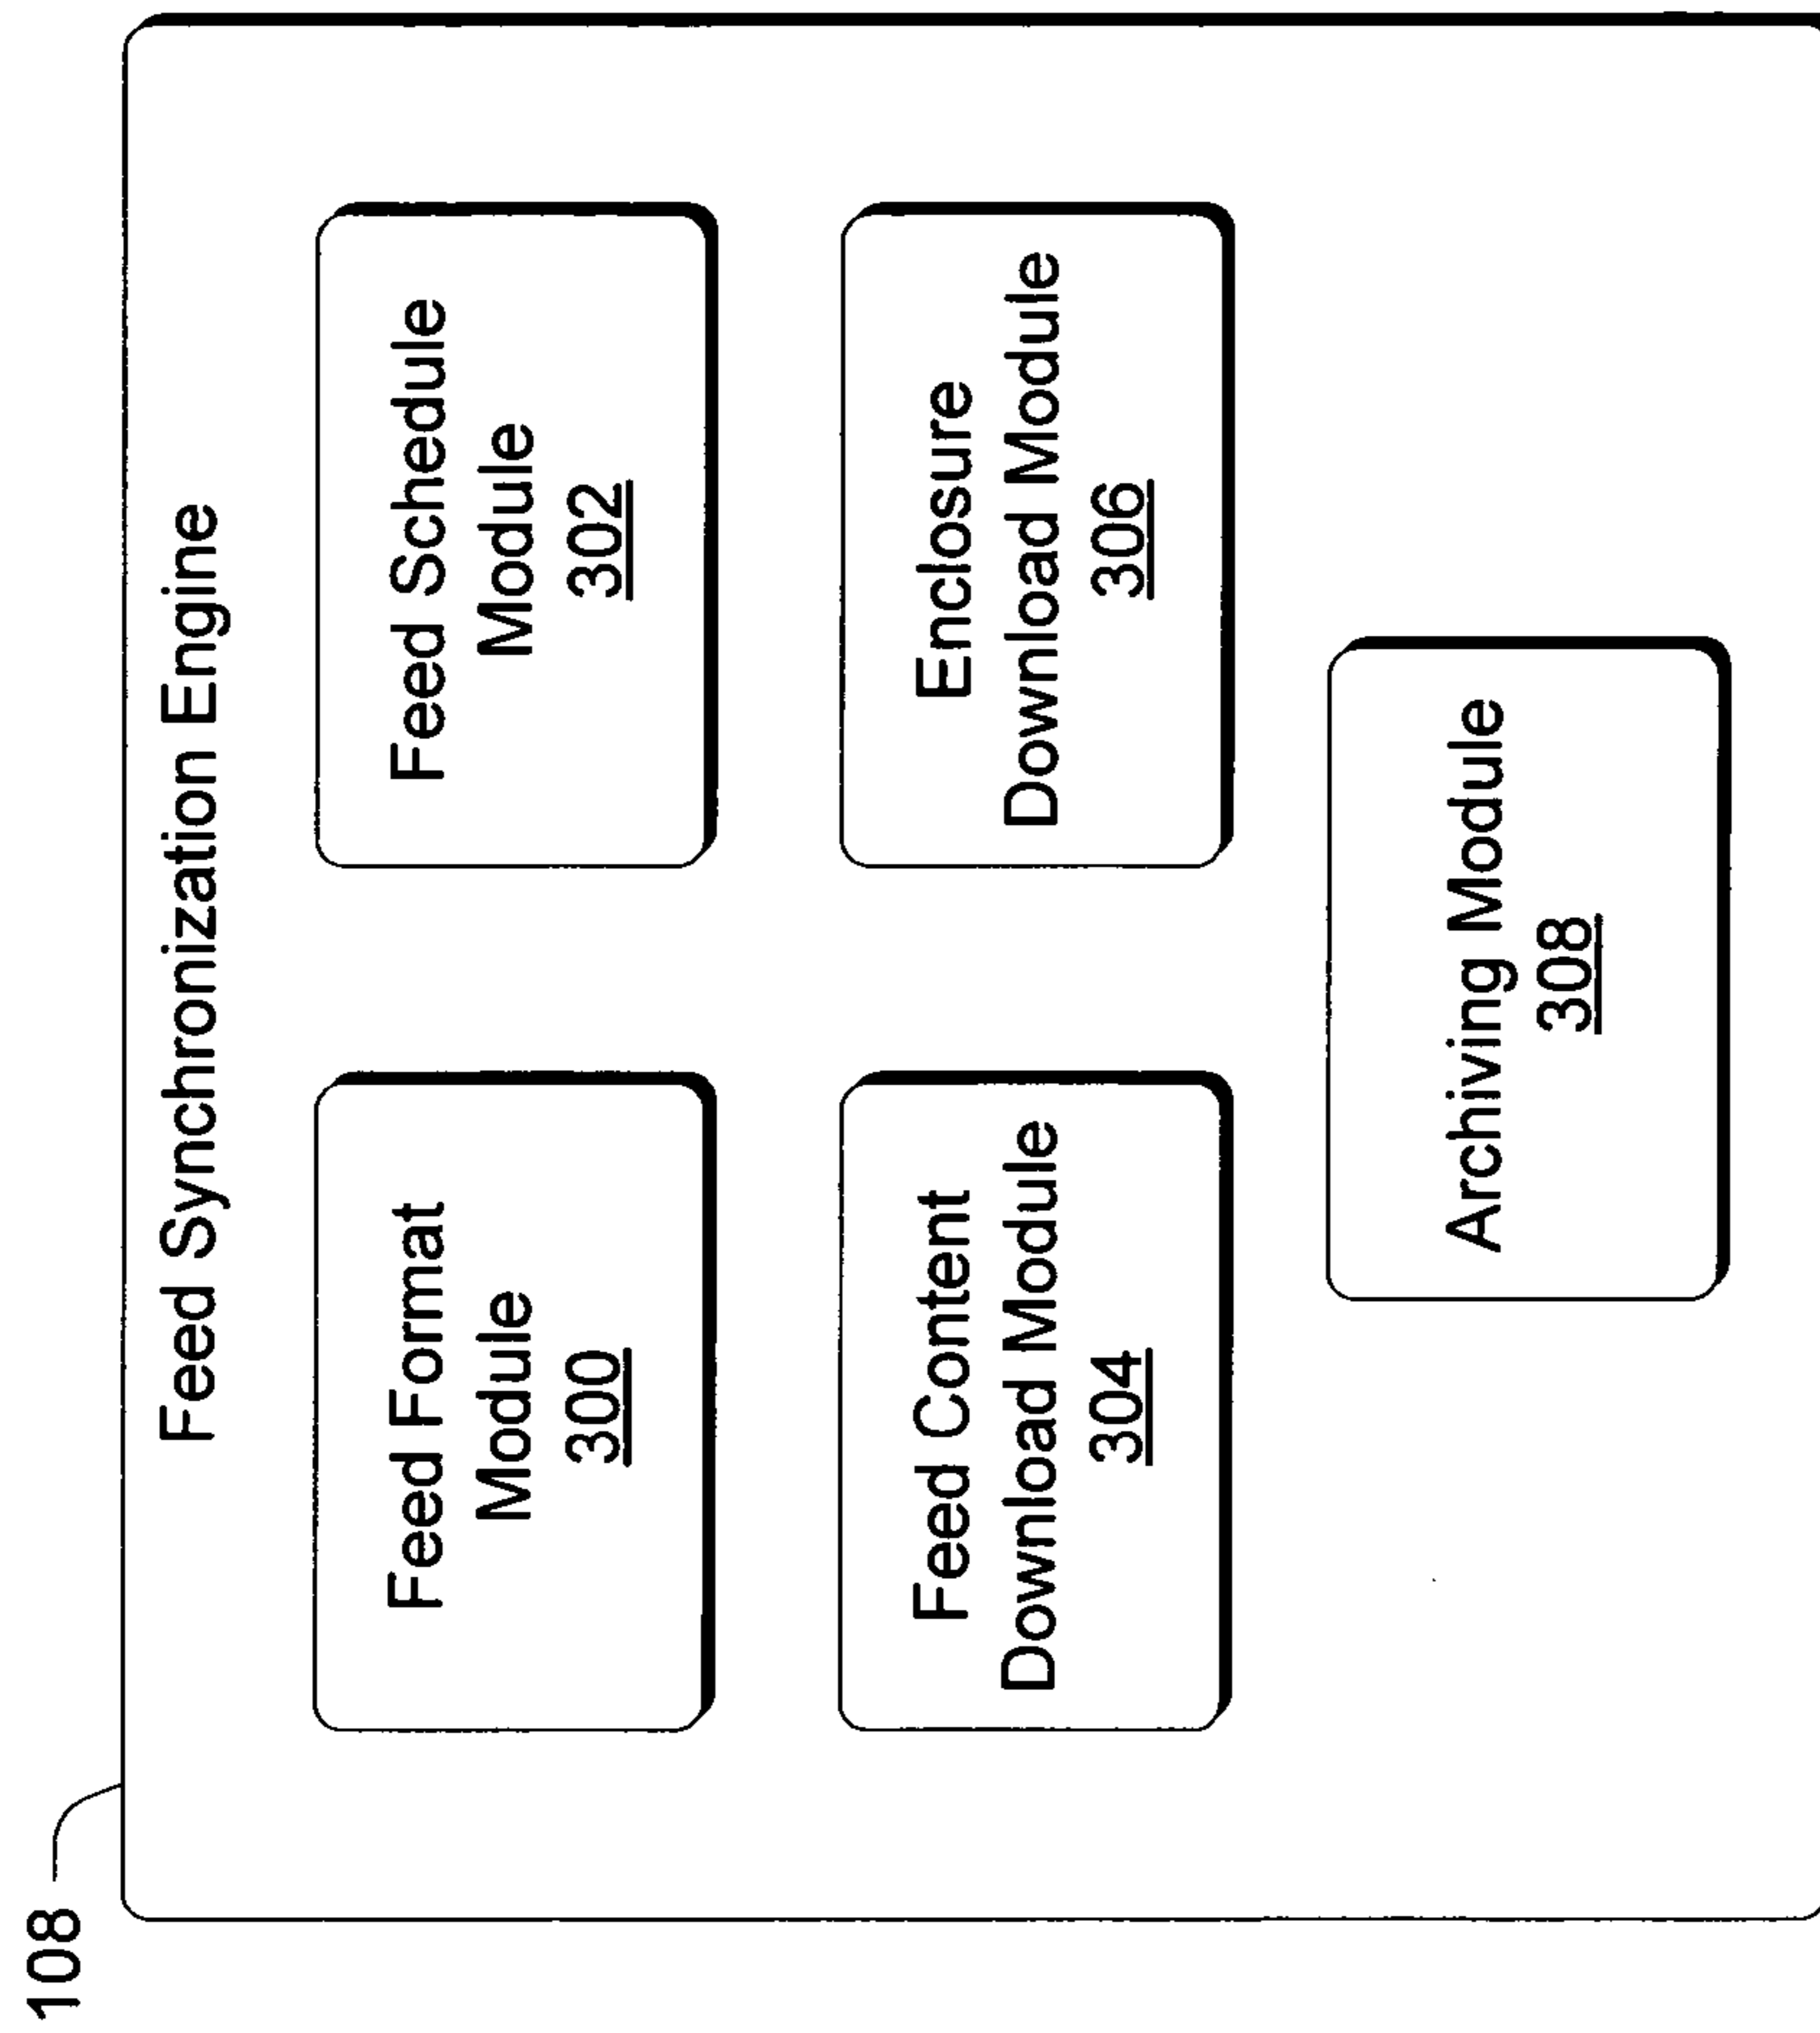 108
Feed Synchronization Engine
Feed Format
Module
300
Feed Schedule
Module
302
Feed Content
Download Module
304
Enclosure
Download Module
306
Archiving Module
308